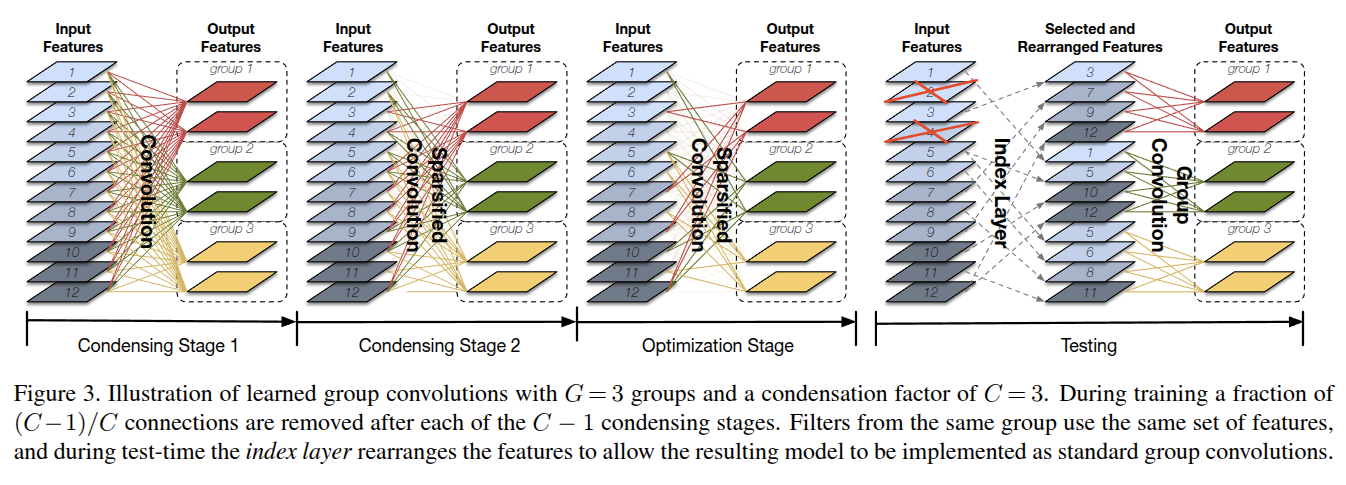 Input
Features
Output
Features
Input
Features
Output
Features
Input
Features
Output
Features
Input
Features
Selected and
Rearranged Features
Output
Features
1
2
3
4
5
6
7
8
9
10
11
12
Convolution
group 1
group 2
group 3
1
2
3
4
5
6
7
8
9
10
11
12
Sparsified
Convolution
group 1
group 2
group 3
1
2
3
4
5
6
7
8
9
10
11
12
Sparsified
Convolution
group 1
group 2
group 3
1
2
3
4
5
6
7
8
9
10
11
12
Index Layer
3
7
9
12
1
5
10
12
5
6
8
11
Group
Convolution
group 1
group 2
group 3
Condensing Stage 1
Condensing Stage 2
Optimization Stage
Testing
Figure 3. Illustration of learned group convolutions with G = 3 groups and a condensation factor of C = 3. During training a fraction of
(C−1)/C connections are removed after each of the C − 1 condensing stages. Filters from the same group use the same set of features,
and during test-time the index layer rearranges the features to allow the resulting model to be implemented as standard group convolutions.